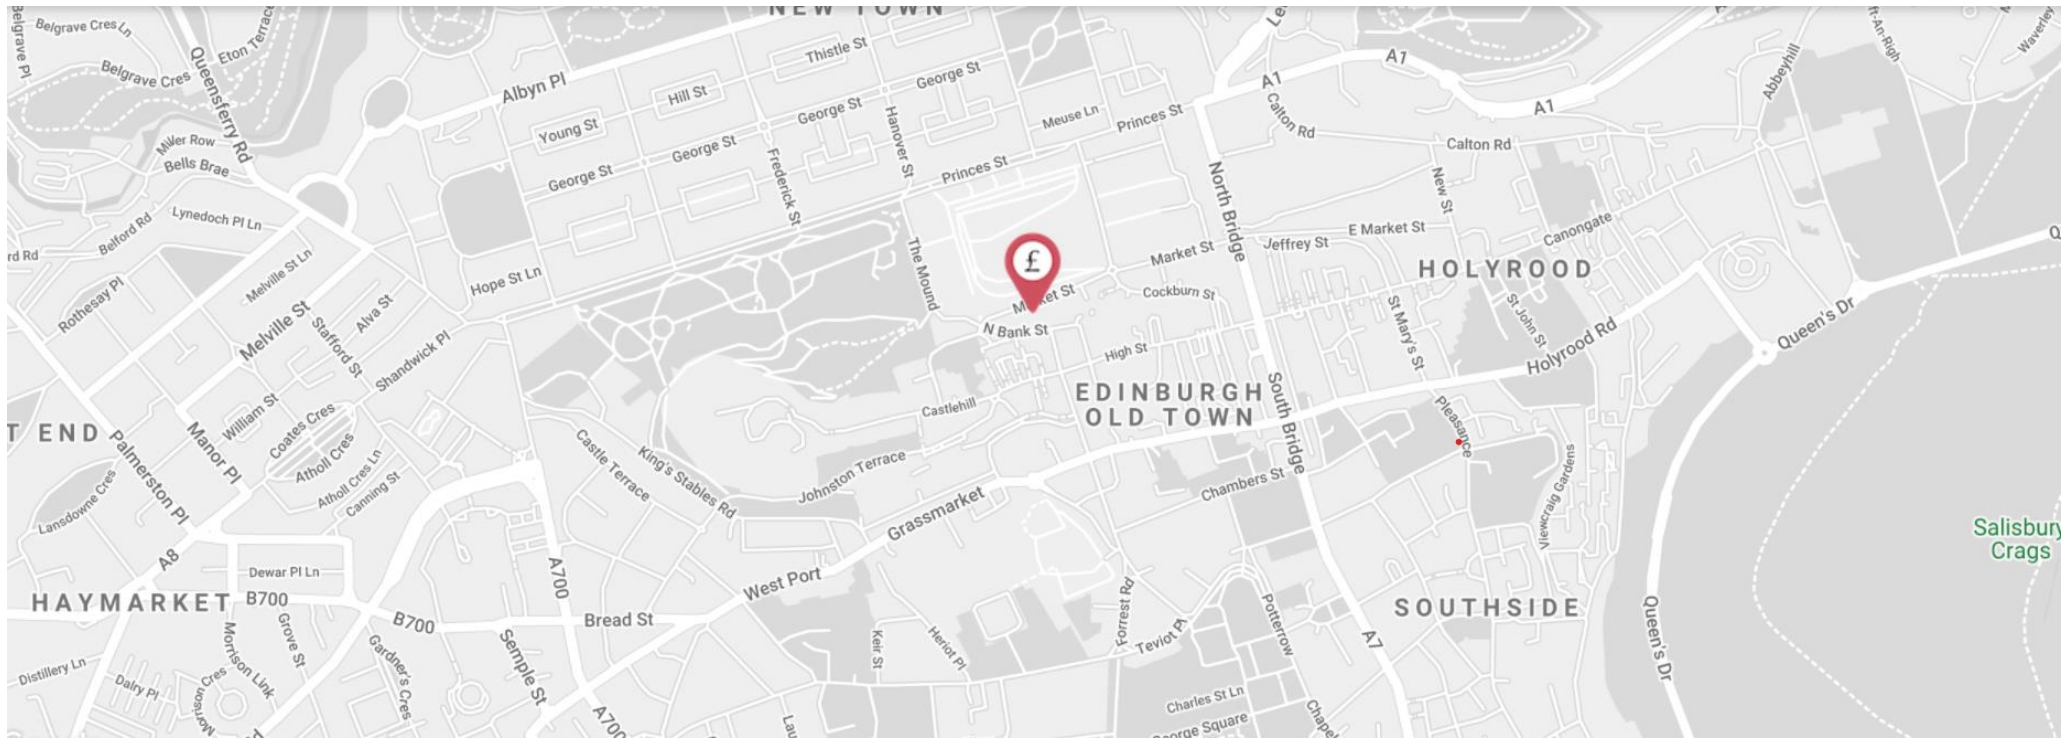 NEW TOWN
Belgrave Cres Ln
Eton Terrace
Belgrave Pl
Belgrave Cres
Queensferry Rd
Thistle St
George St
Albyn Pl
Hill St
George St
Young St
Hanover St
Meuse Ln
Princes St
A1
A1
A1
Abbeyhill
Waverley
Calton Rd
Calton Rd
Miller Row
Bells Brae
George St
Frederick St
George St
Princes St
North Bridge
New St
Lynedoch Pl Ln
Belford Rd
rd Rd
Melville St Ln
Rothesay Pl
Hope St Ln
The Mound
£
Market St
Market St
Jeffrey St
E Market St
Canongate
HOLYROOD
Cockburn St
N Bank St
St Mary's St
St John St
Holyrood Rd
Queen's Dr
Melville St
Alva St
Stafford St
Shandwick Pl
High St
EDINBURGH
OLD TOWN
Castlehill
South Bridge
Pleasance
William St
Coates Cres
Atholl Cres
T END
Palmerston Pl
Manor Pl
Atholl Cres Ln
Canning St
Lansdowne Cres
Castle Terrace
King's Stables Rd
Johnston Terrace
Grassmarket
Chambers St
Viewcraig Gardens
Salisbury
Crags
A8
Dewar Pl Ln
A700
West Port
HAYMARKET
B700
B700
Bread St
Forrest Rd
Teviot Pl
Potterrow
SOUTHSIDE
A7
Queen's Dr
Morrison Link
Grove St
Gardner's Cres
Semple St
Keir St
Heriot Pl
Distillery Ln
Dalry Pl
Morrison Cres
A700
Lau
Charles St Ln
George Square
Chapel